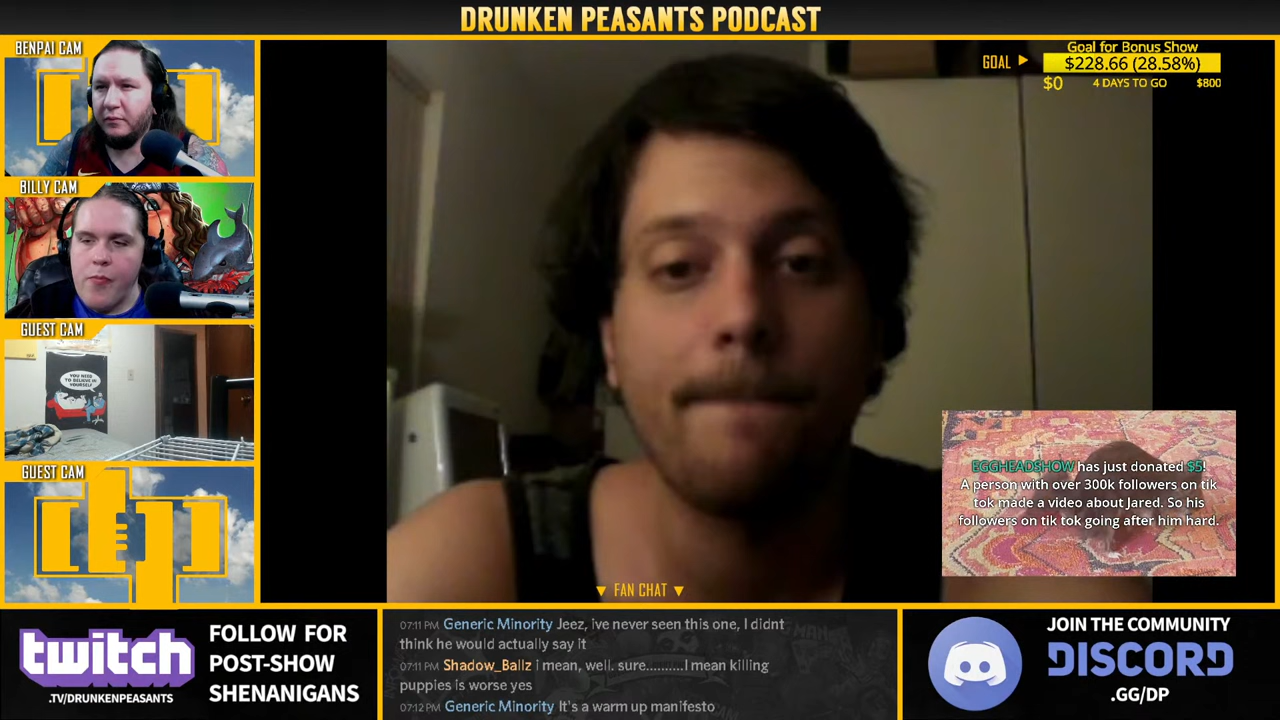 DRUNKEN PEASANTS PODCAST
BENPAI CAM
BILLY CAM
GUEST CAM
YOU NEED
TO BELIEVE IN
YOURSELF
GUEST CAM
GOAL
Goal for Bonus Show
$228.66 (28.58%)
$0
4 DAYS TO GO
$800
EGGHEADSHOW has just donated $5!
A person with over 300k followers on tik
tok made a video about Jared. So his
followers on tik tok going after him hard.
▼ FAN CHAT ▼
07:11 PM Generic Minority Jeez, ive never seen this one, I didnt
think he would actually say it
07:11 PM Shadow_Ballz i mean, well. sure..........I mean killing
puppies is worse yes
07:12 PM Generic Minority It's a warm up manifesto
twitch
.TV/DRUNKENPEASANTS
FOLLOW FOR
POST-SHOW
SHENANIGANS
JOIN THE COMMUNITY
DISCORD
.GG/DP